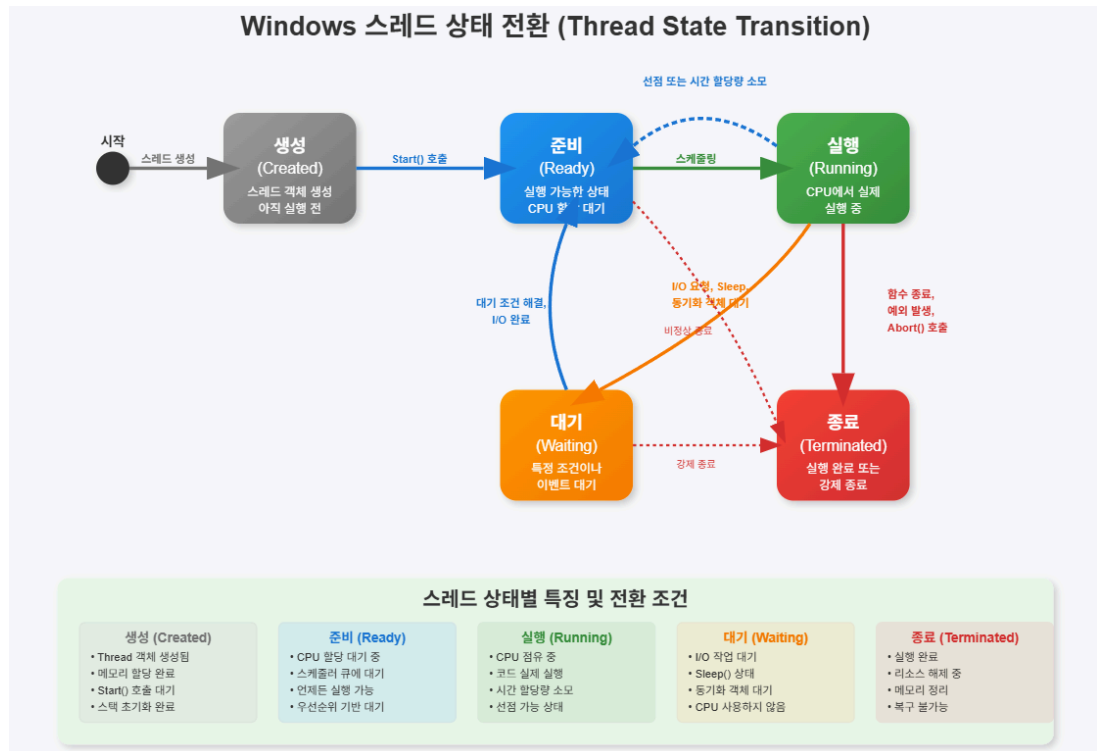 Windows 스레드 상태 전환 (Thread State Transition)
선점 또는 시간 할당량 소모
시작
스레드 생성
생성
(Created)
스레드 객체 생성
아직 실행 전
Start() 호출
준비
(Ready)
실행 가능한 상태
CPU 대기
스케줄링
실행
(Running)
CPU에서 실제
실행 중
대기 조건 해결,
I/O 완료
I/O 요청, Sleep,
동기화 객체 대기
비정상 종료
함수 종료,
예외 발생,
Abort() 호출
대기
(Waiting)
특정 조건이나
이벤트 대기
강제 종료
종료
(Terminated)
실행 완료 또는
강제 종료
스레드 상태별 특징 및 전환 조건
생성 (Created)
• Thread 객체 생성됨
• 메모리 할당 완료
• Start() 호출 대기
• 스택 초기화 완료
준비 (Ready)
• CPU 할당 대기 중
• 스케줄러 큐에 대기
• 언제든 실행 가능
• 우선순위 기반 대기
실행 (Running)
• CPU 점유 중
• 코드 실제 실행
• 시간 할당량 소모
• 선점 가능 상태
대기 (Waiting)
• I/O 작업 대기
• Sleep() 상태
• 동기화 객체 대기
• CPU 사용하지 않음
종료 (Terminated)
• 실행 완료
• 리소스 해제 중
• 메모리 정리
• 복구 불가능